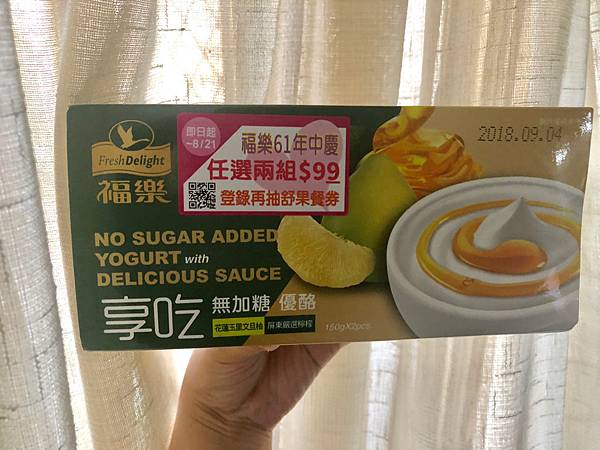 Fresh Delight
福樂
即日起
~8/21
福樂61年中慶
任選兩組$99
登錄再抽舒果餐券
2018.09.04
NO SUGAR ADDED
YOGURT with
DELICIOUS SAUCE
享吃 無加糖 優酪
花蓮玉里文旦柚 屏東嚴選檸檬
150gX2pcs